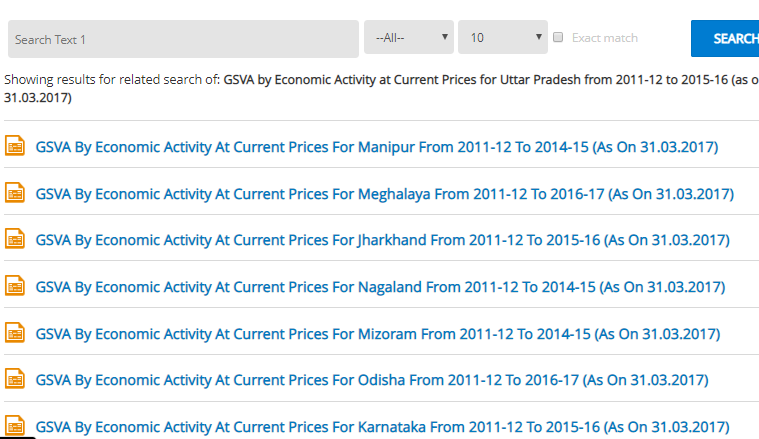 Search Text 1 --All-- 10 Exact match SEARCH
Showing results for related search of: GSVA by Economic Activity at Current Prices for Uttar Pradesh from 2011-12 to 2015-16 (as o
31.03.2017)
GSVA By Economic Activity At Current Prices For Manipur From 2011-12 To 2014-15 (As On 31.03.2017)
GSVA By Economic Activity At Current Prices For Meghalaya From 2011-12 To 2016-17 (As On 31.03.2017)
GSVA By Economic Activity At Current Prices For Jharkhand From 2011-12 To 2015-16 (As On 31.03.2017)
GSVA By Economic Activity At Current Prices For Nagaland From 2011-12 To 2014-15 (As On 31.03.2017)
GSVA By Economic Activity At Current Prices For Mizoram From 2011-12 To 2014-15 (As On 31.03.2017)
GSVA By Economic Activity At Current Prices For Odisha From 2011-12 To 2016-17 (As On 31.03.2017)
GSVA By Economic Activity At Current Prices For Karnataka From 2011-12 To 2015-16 (As On 31.03.2017)